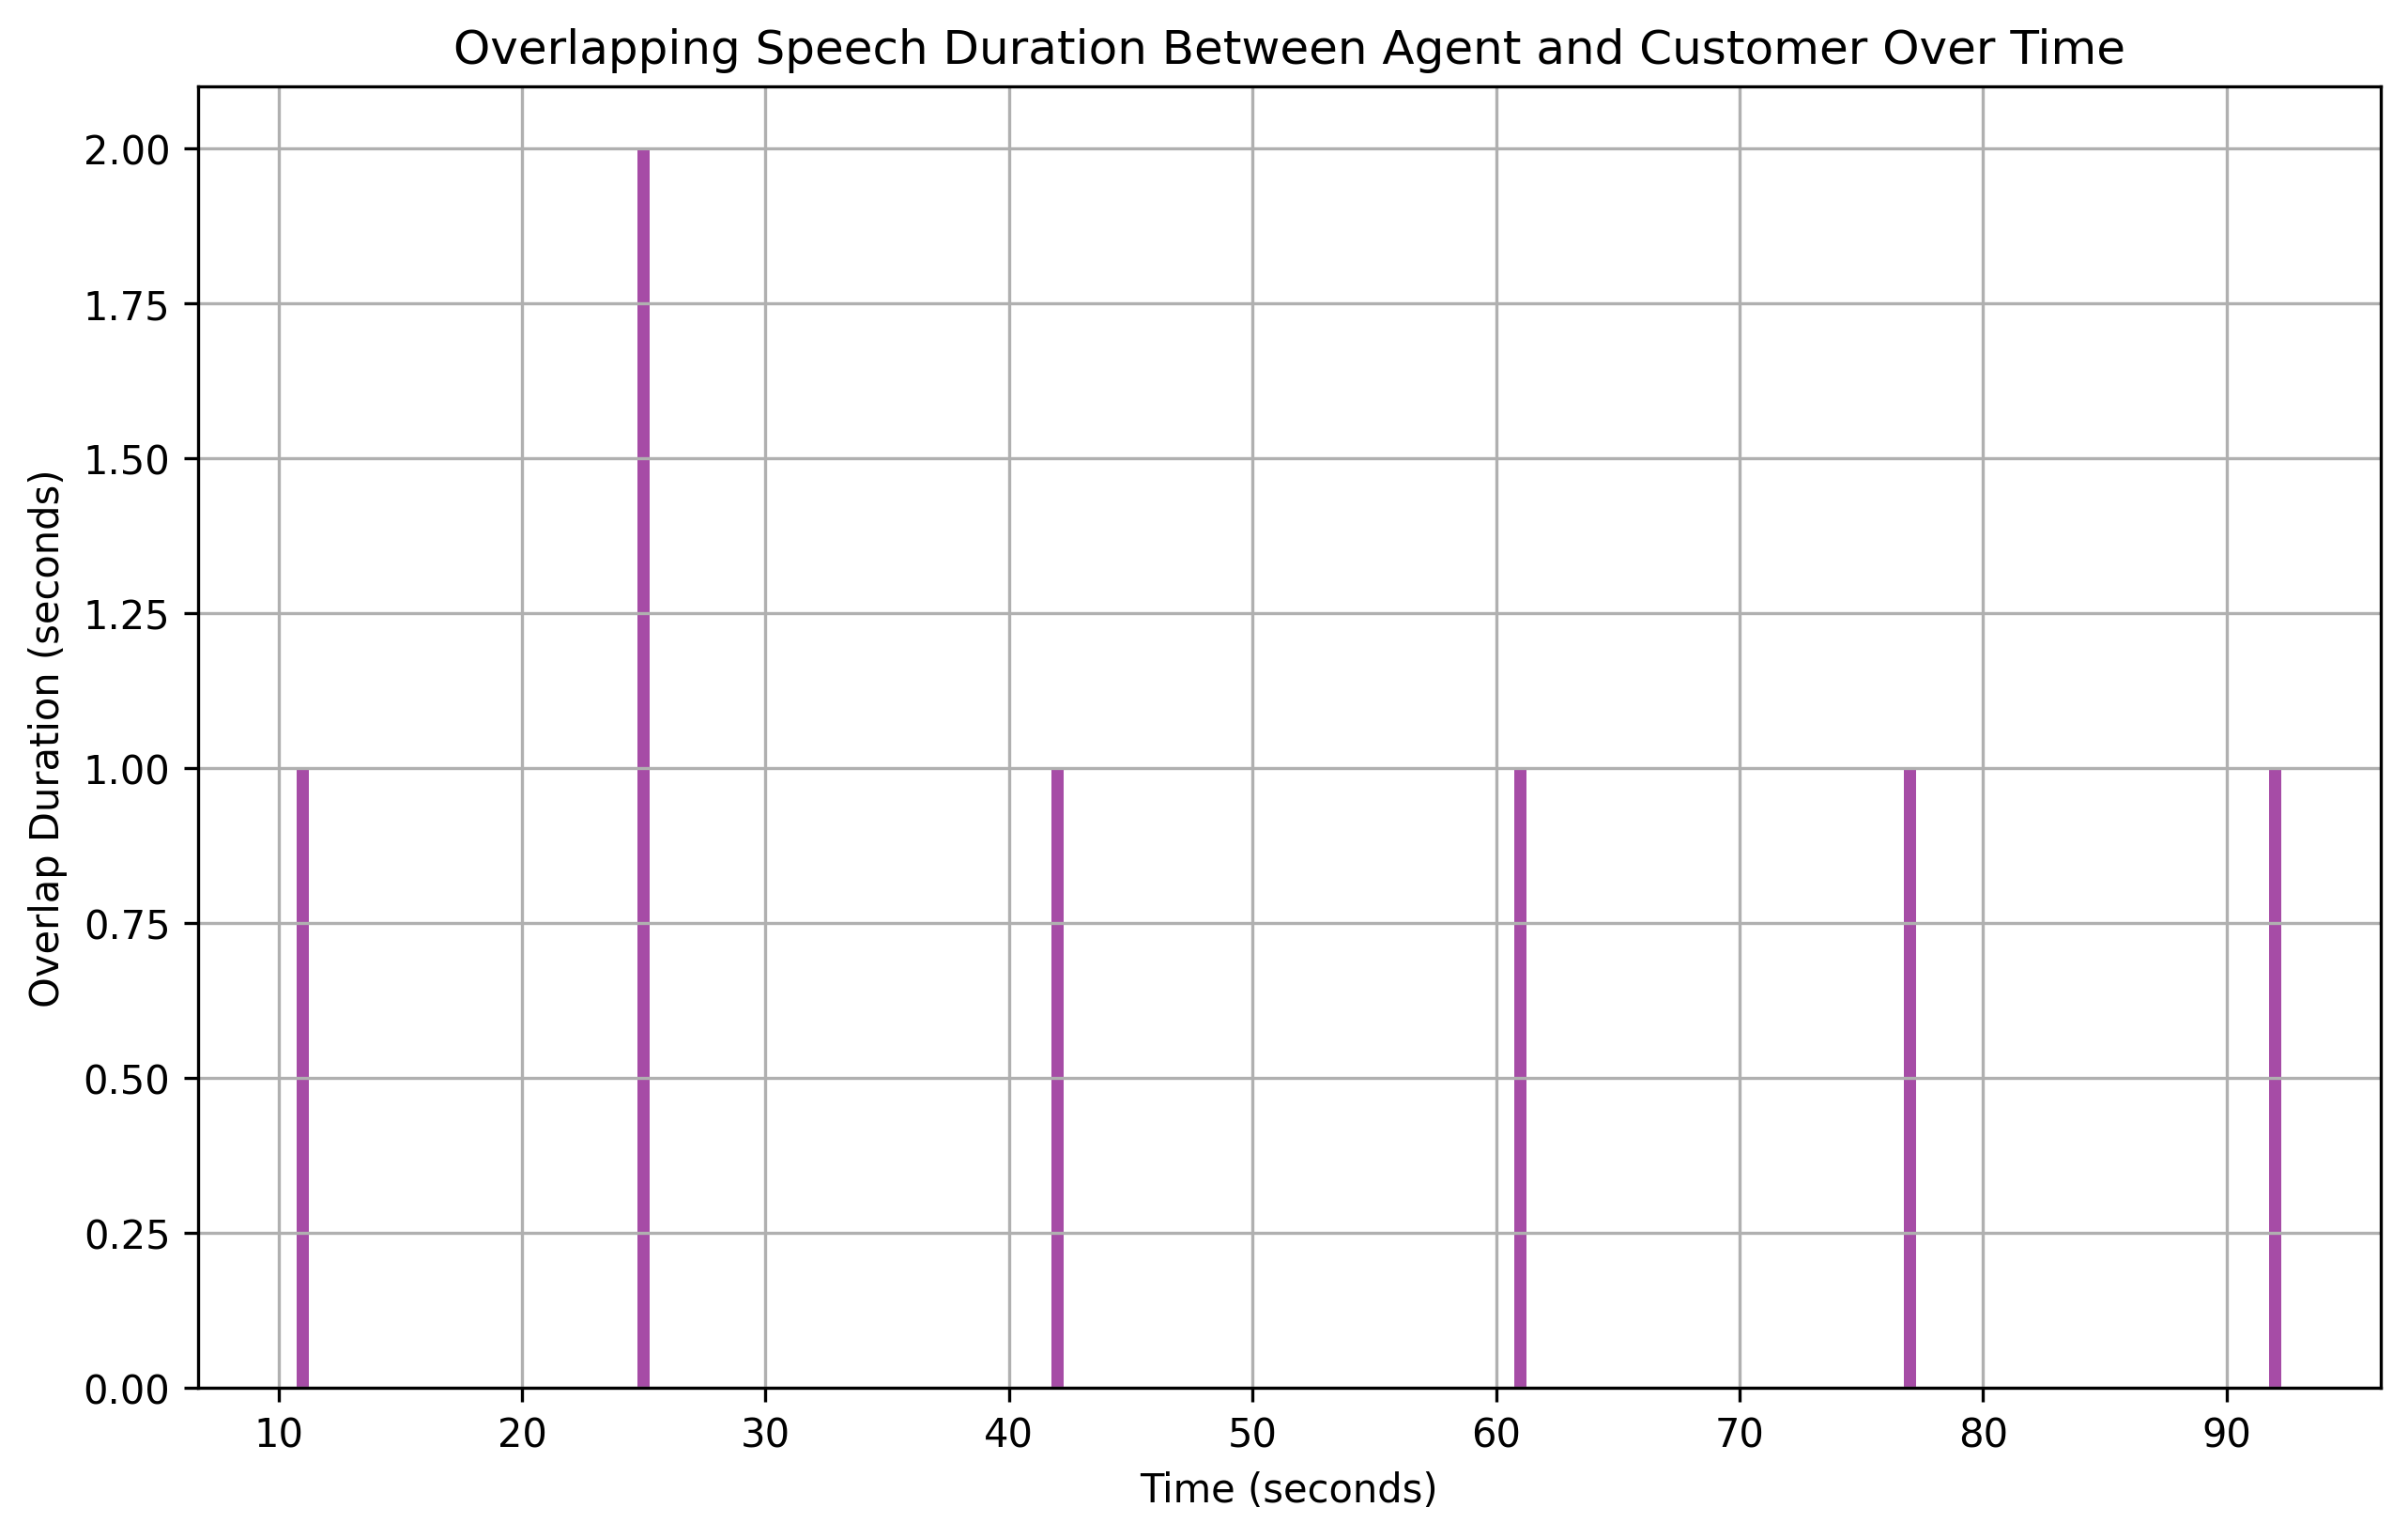 Overlapping Speech Duration Between Agent and Customer Over Time
2.00
1.75
1.50
1.25
1.00
0.75
0.50
0.25
0.00
Overlap Duration (seconds)
10 20 30 40 50 60 70 80 90
Time (seconds)